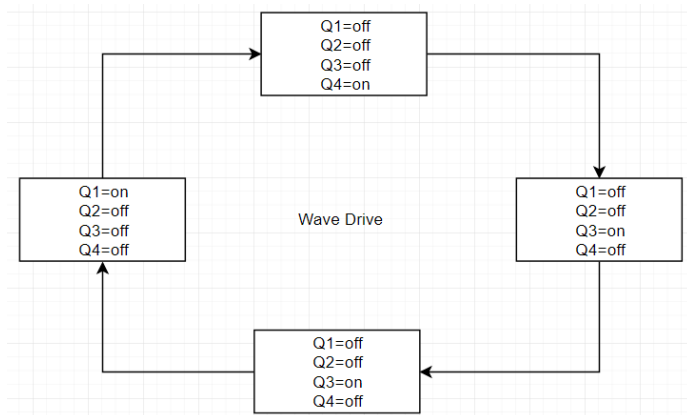 Q1=off
Q2=off
Q3=off
Q4=on
Q1=on
Q2=off
Q3=off
Q4=off
Wave Drive
Q1=off
Q2=off
Q3=on
Q4=off
Q1=off
Q2=off
Q3=on
Q4=off